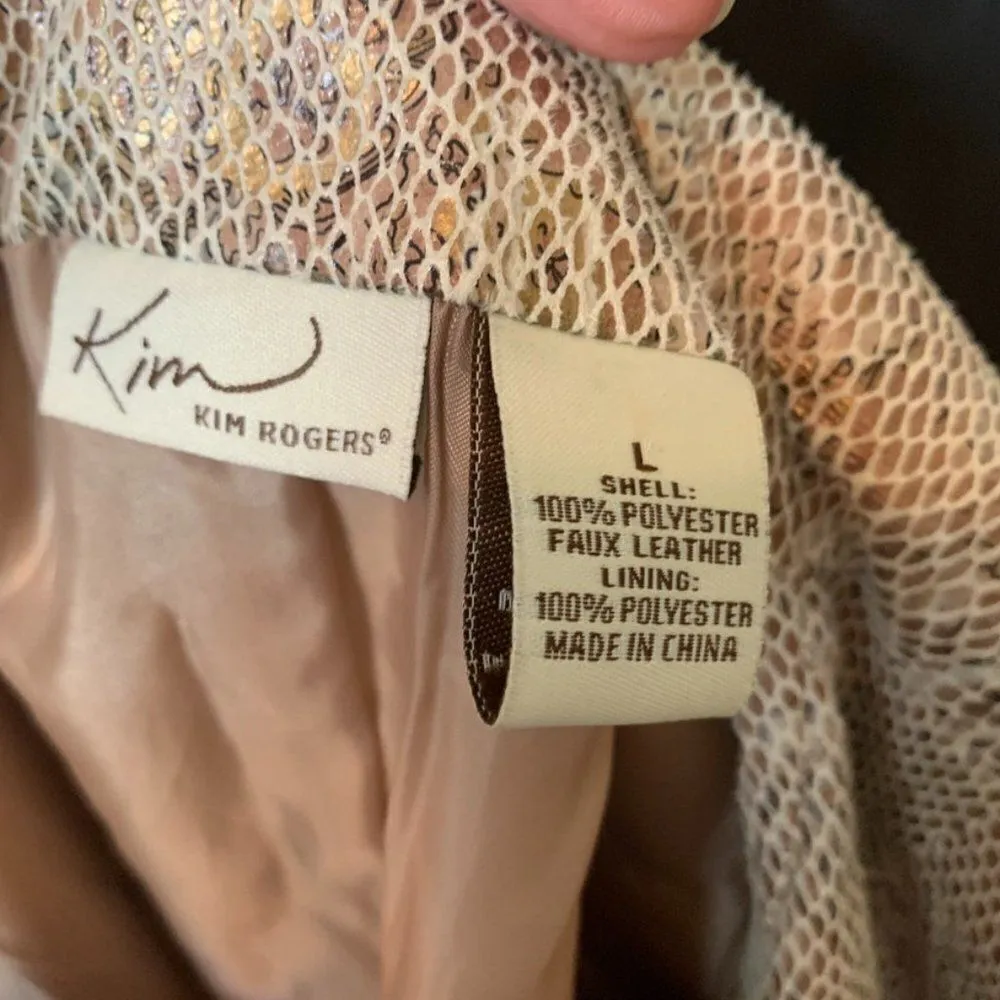 Kim
KIM ROGERS®
L
SHELL:
100% POLYESTER
FAUX LEATHER
LINING:
100% POLYESTER
MADE IN CHINA